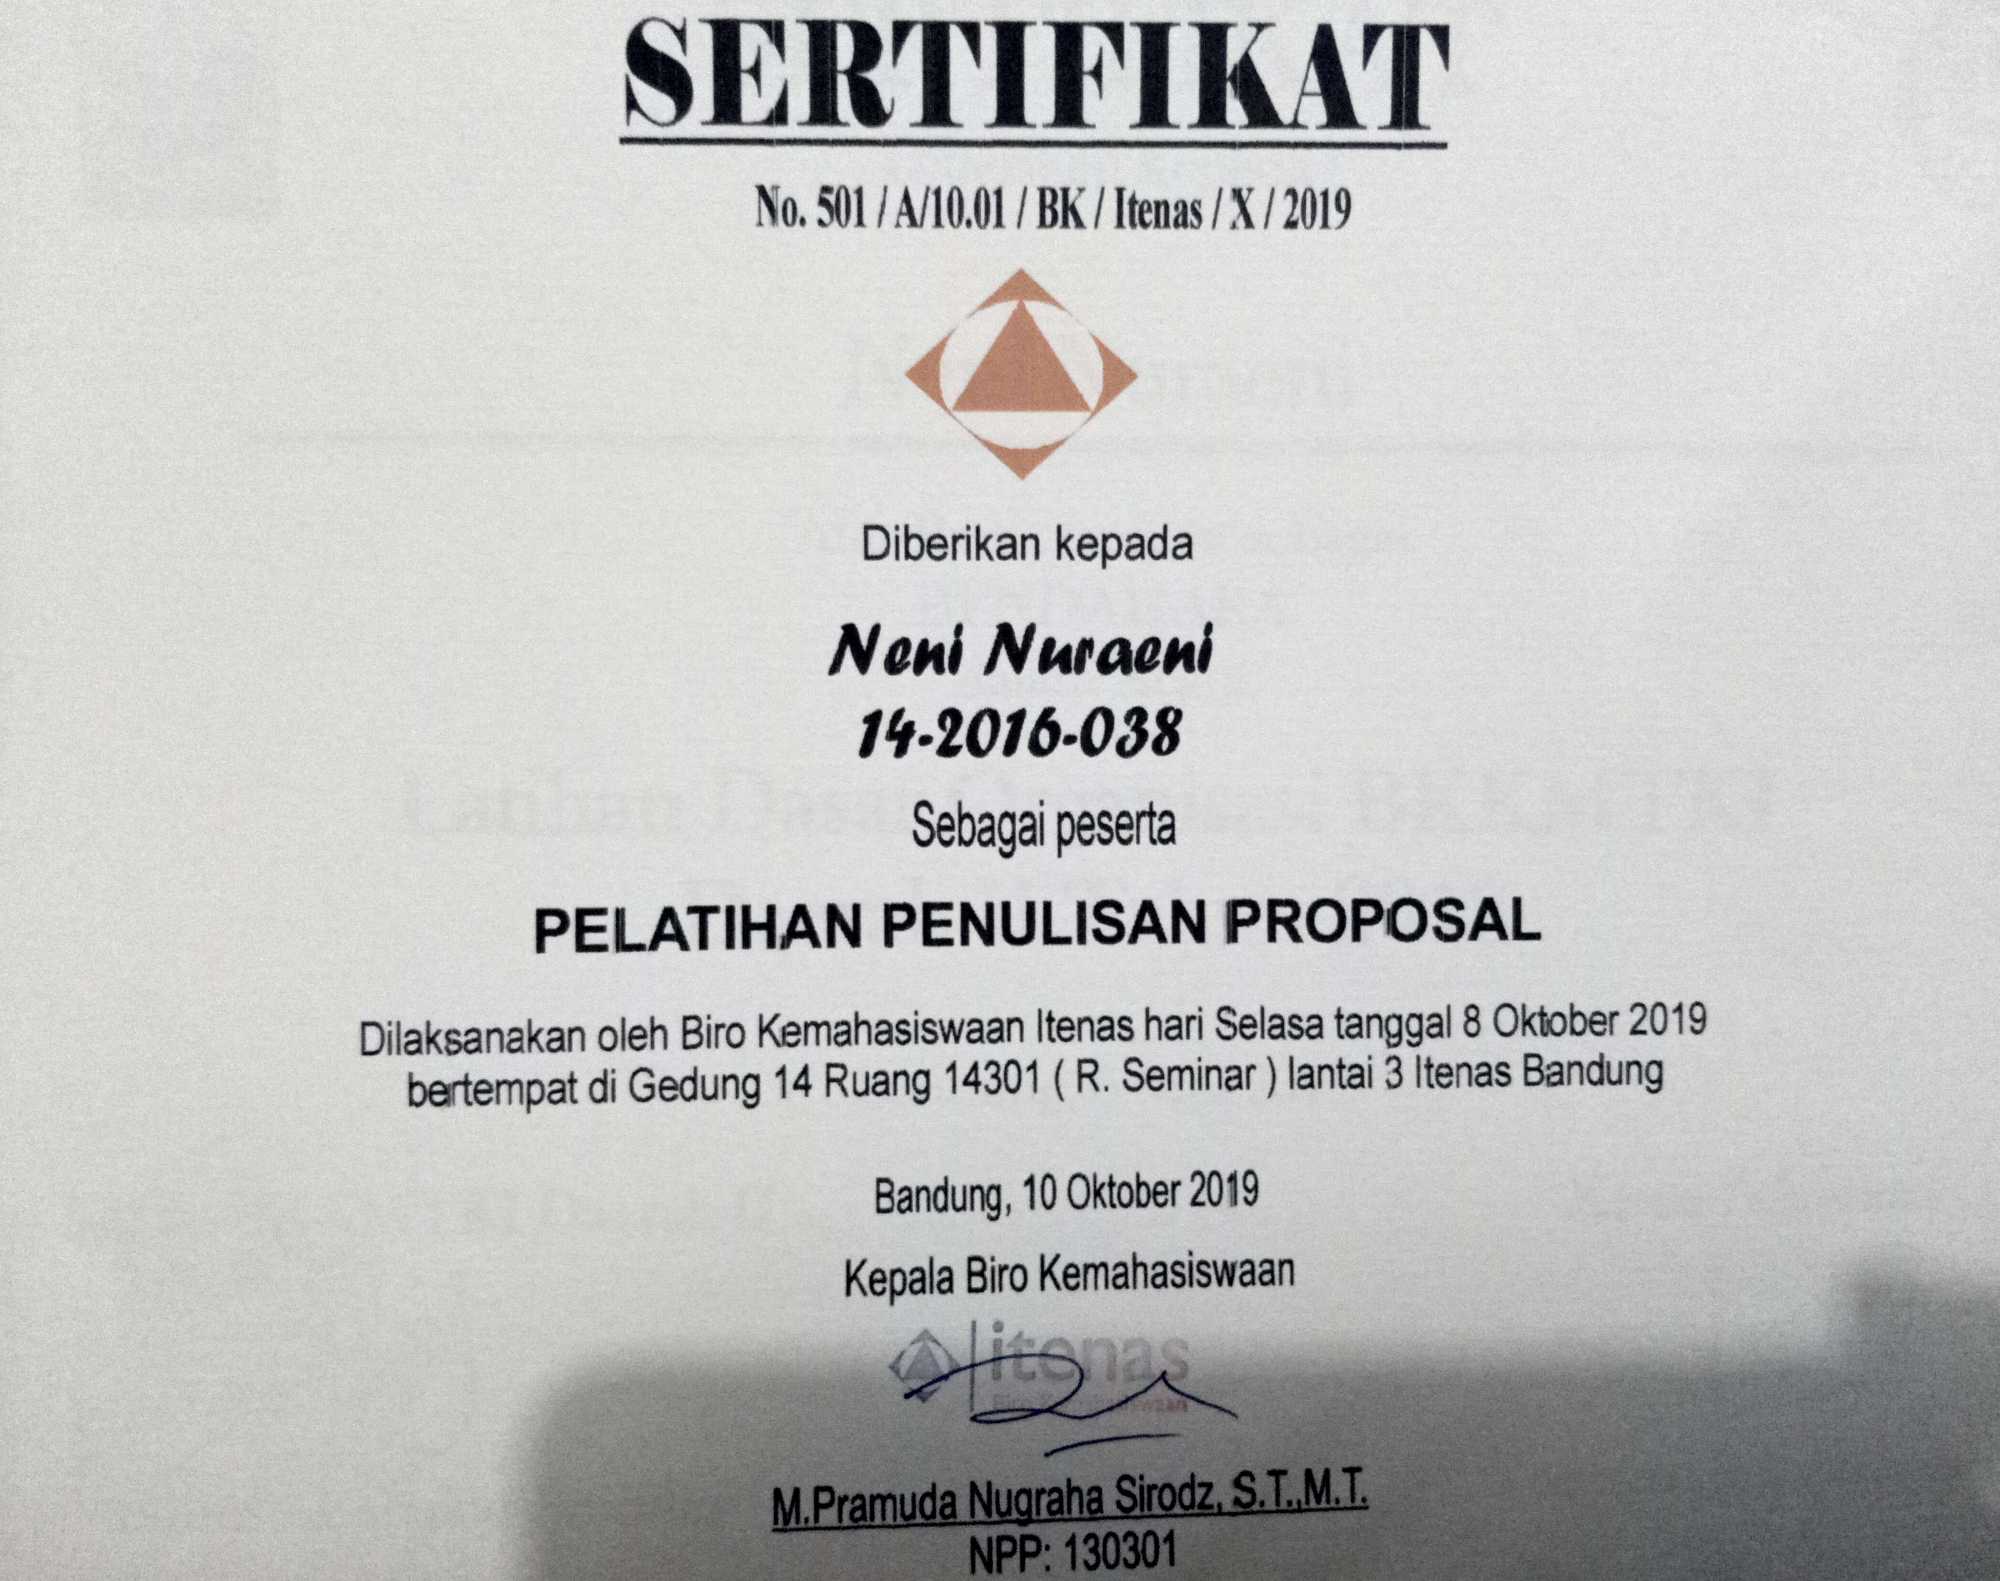 SERTIFIKAT
No. 501 / A/10.01 / BK / Itenas / X / 2019
Diberikan kepada
Neni Nuraeni
14-2016-038
Sebagai peserta
PELATIHAN PENULISAN PROPOSAL
Dilaksanakan oleh Biro Kemahasiswaan Itenas hari Selasa tanggal 8 Oktober 2019
bertempat di Gedung 14 Ruang 14301 ( R. Seminar ) lantai 3 Itenas Bandung
Bandung, 10 Oktober 2019
Kepala Biro Kemahasiswaan
itenas
M.Pramuda Nugraha Sirodz, S.T.,M.T.
NPP: 130301